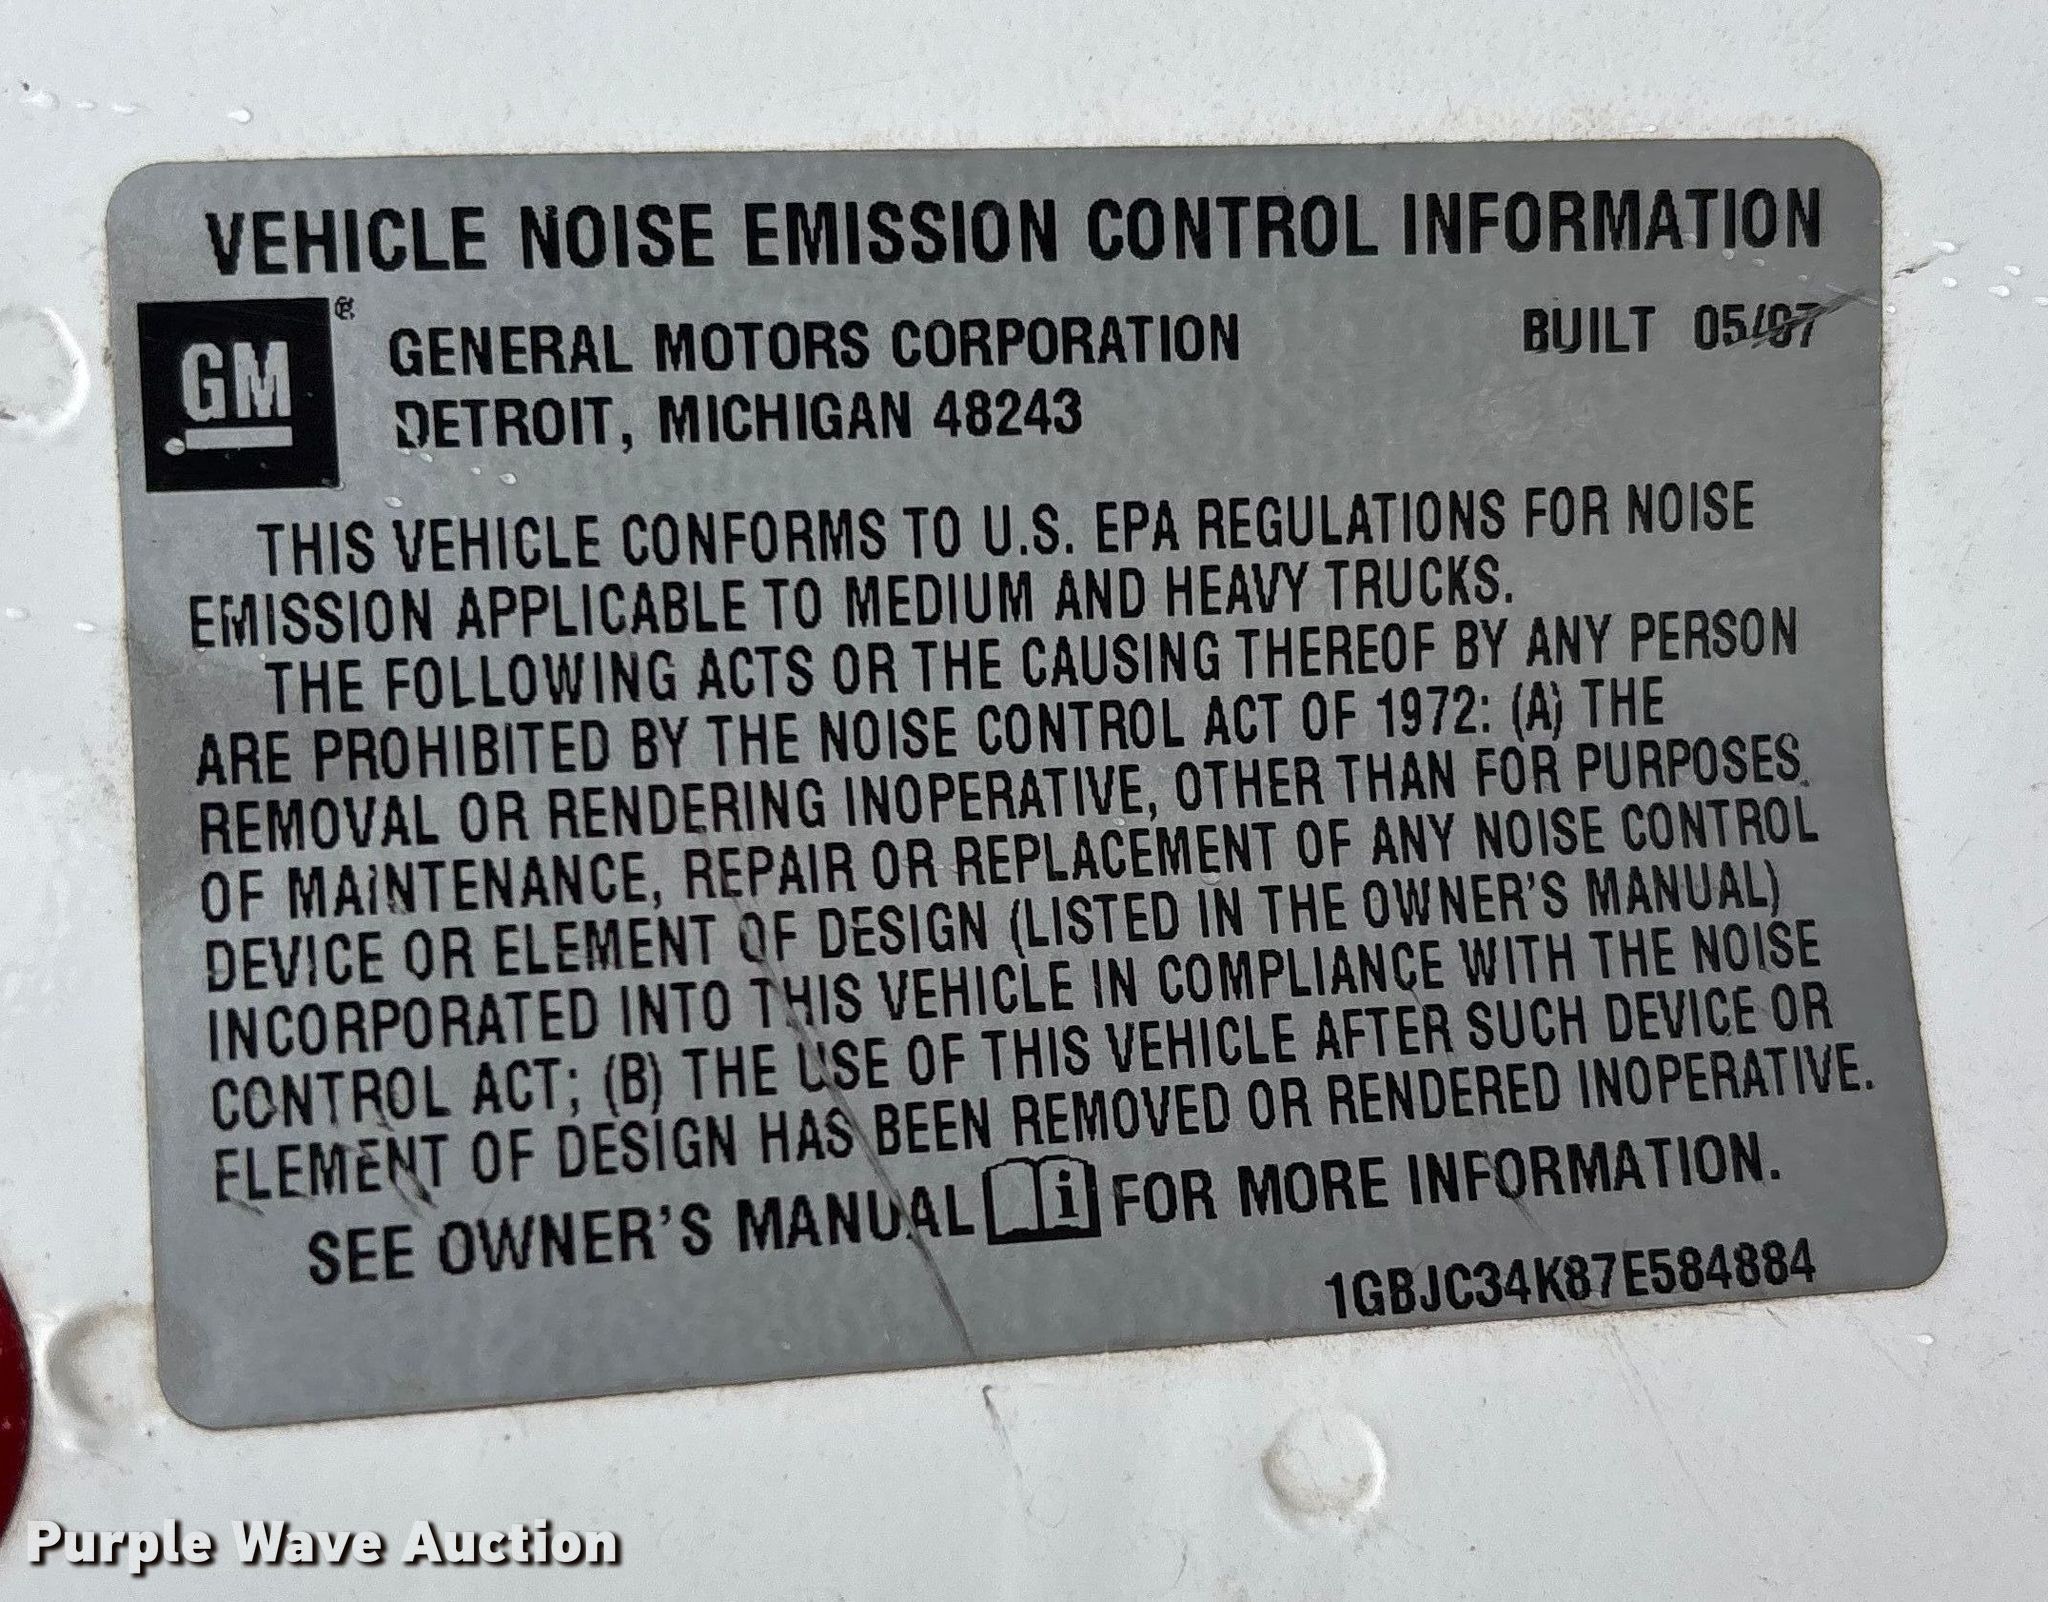 VEHICLE NOISE EMISSION CONTROL INFORMATION
GM®
GENERAL MOTORS CORPORATION
BUILT 05/07
DETROIT, MICHIGAN 48243
THIS VEHICLE CONFORMS TO U.S. EPA REGULATIONS FOR NOISE
EMISSION APPLICABLE TO MEDIUM AND HEAVY TRUCKS.
THE FOLLOWING ACTS OR THE CAUSING THEREOF BY ANY PERSON
ARE PROHIBITED BY THE NOISE CONTROL ACT OF 1972: (A) THE
REMOVAL OR RENDERING INOPERATIVE, OTHER THAN FOR PURPOSES
OF MAINTENANCE, REPAIR OR REPLACEMENT OF ANY NOISE CONTROL
DEVICE OR ELEMENT OF DESIGN (LISTED IN THE OWNER'S MANUAL)
INCORPORATED INTO THIS VEHICLE IN COMPLIANCE WITH THE NOISE
CONTROL ACT; (B) THE USE OF THIS VEHICLE AFTER SUCH DEVICE OR
ELEMENT OF DESIGN HAS BEEN REMOVED OR RENDERED INOPERATIVE.
SEE OWNER'S MANUAL i FOR MORE INFORMATION.
1GBJC34K87E584884
Purple Wave Auction